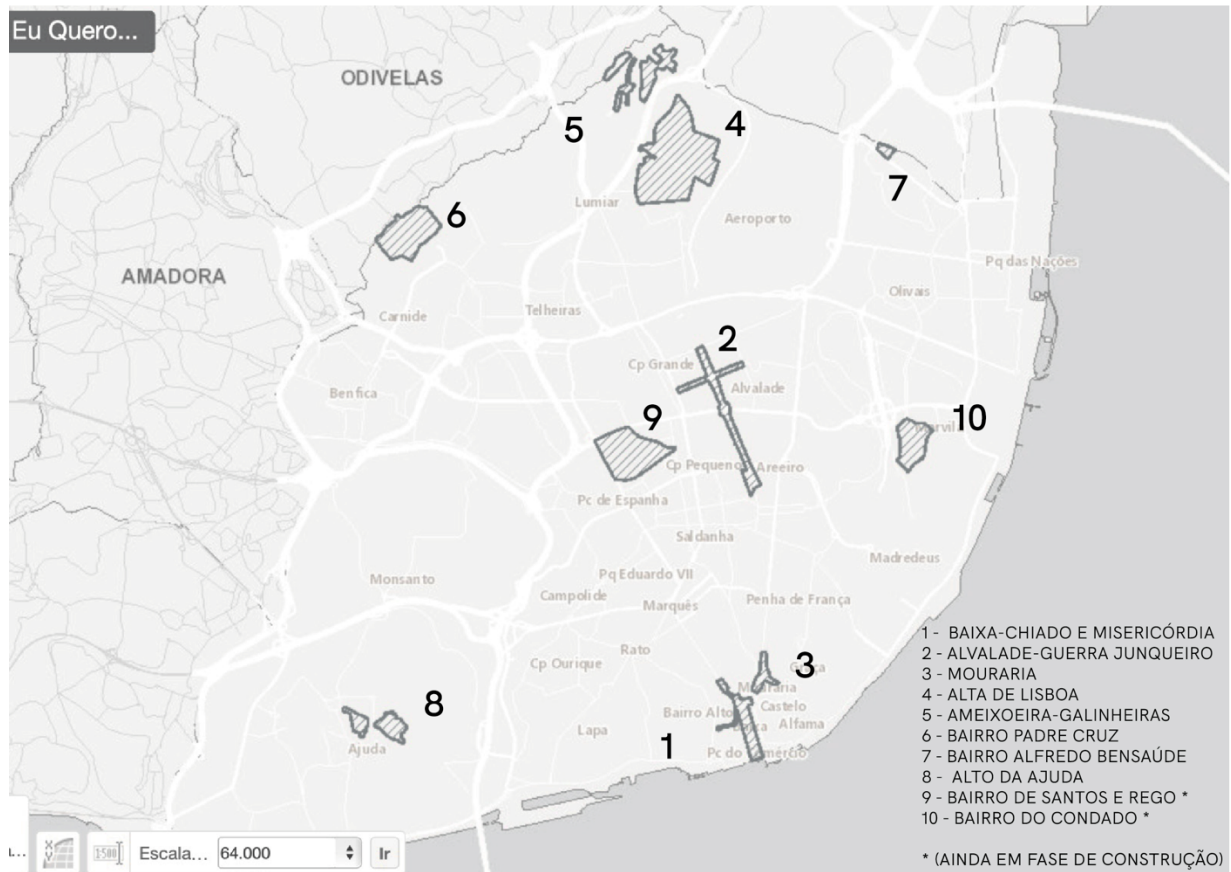 Eu Quero...
ODIVELAS
5
4
7
Lumiar
6
Aeroporto
AMADORA
Pq das Nações
Olivais
Carnide
Telheiras
2
Cp Grande
Benfica
Alvalade
9
10
Cp Pequeno
Areeiro
Pc de Espanha
Saldanha
Madredeus
Monsanto
Pq Eduardo VII
Campolide
Marquês
Penha de França
Rato
Cp Ourique
3
8
Castelo
Bairro Alto
Alfama
Lapa
Ajuda
1
1 - BAIXA-CHIADO E MISERICÓRDIA
2 - ALVALADE-GUERRA JUNQUEIRO
3 - MOURARIA
4 - ALTA DE LISBOA
5 - AMEIXOEIRA-GALINHEIRAS
6 - BAIRRO PADRE CRUZ
7 - BAIRRO ALFREDO BENSAÚDE
8 - ALTO DA AJUDA
9 - BAIRRO DE SANTOS E REGO *
10 - BAIRRO DO CONDADO *
* (AINDA EM FASE DE CONSTRUÇÃO)
Escala... 64.000 Ir